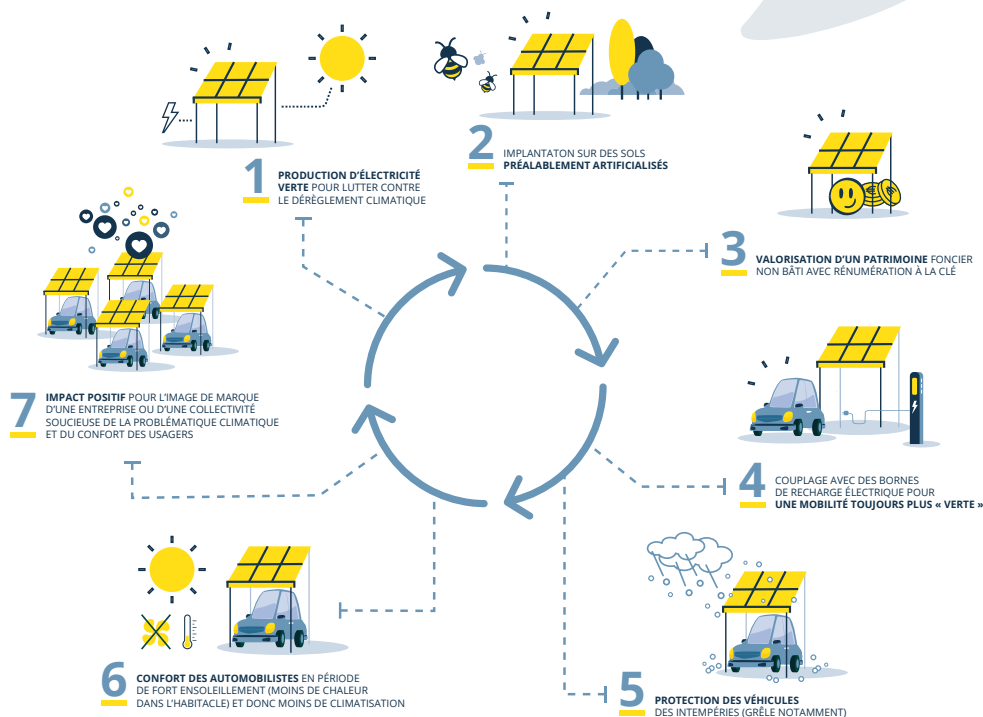 1
PRODUCTION D'ÉLECTRICITÉ
VERTE POUR LUTTER CONTRE
LE DÉRÈGLEMENT CLIMATIQUE
2
IMPLANTATON SUR DES SOLS
PRÉALABLEMENT ARTIFICIALISÉS
3
VALORISATION D'UN PATRIMOINE FONCIER
NON BÂTI AVEC RÉNUMÉRATION À LA CLÉ
4
COUPLAGE AVEC DES BORNES
DE RECHARGE ÉLECTRIQUE POUR
UNE MOBILITÉ TOUJOURS PLUS « VERTE »
5
PROTECTION DES VÉHICULES
DES INTEMPÉRIES (GRÊLE NOTAMMENT)
6
CONFORT DES AUTOMOBILISTES EN PÉRIODE
DE FORT ENSOLEILLEMENT (MOINS DE CHALEUR
DANS L'HABITACLE) ET DONC MOINS DE CLIMATISATION
7
IMPACT POSITIF POUR L'IMAGE DE MARQUE
D'UNE ENTREPRISE OU D'UNE COLLECTIVITÉ
SOUCIEUSE DE LA PROBLÉMATIQUE CLIMATIQUE
ET DU CONFORT DES USAGERS